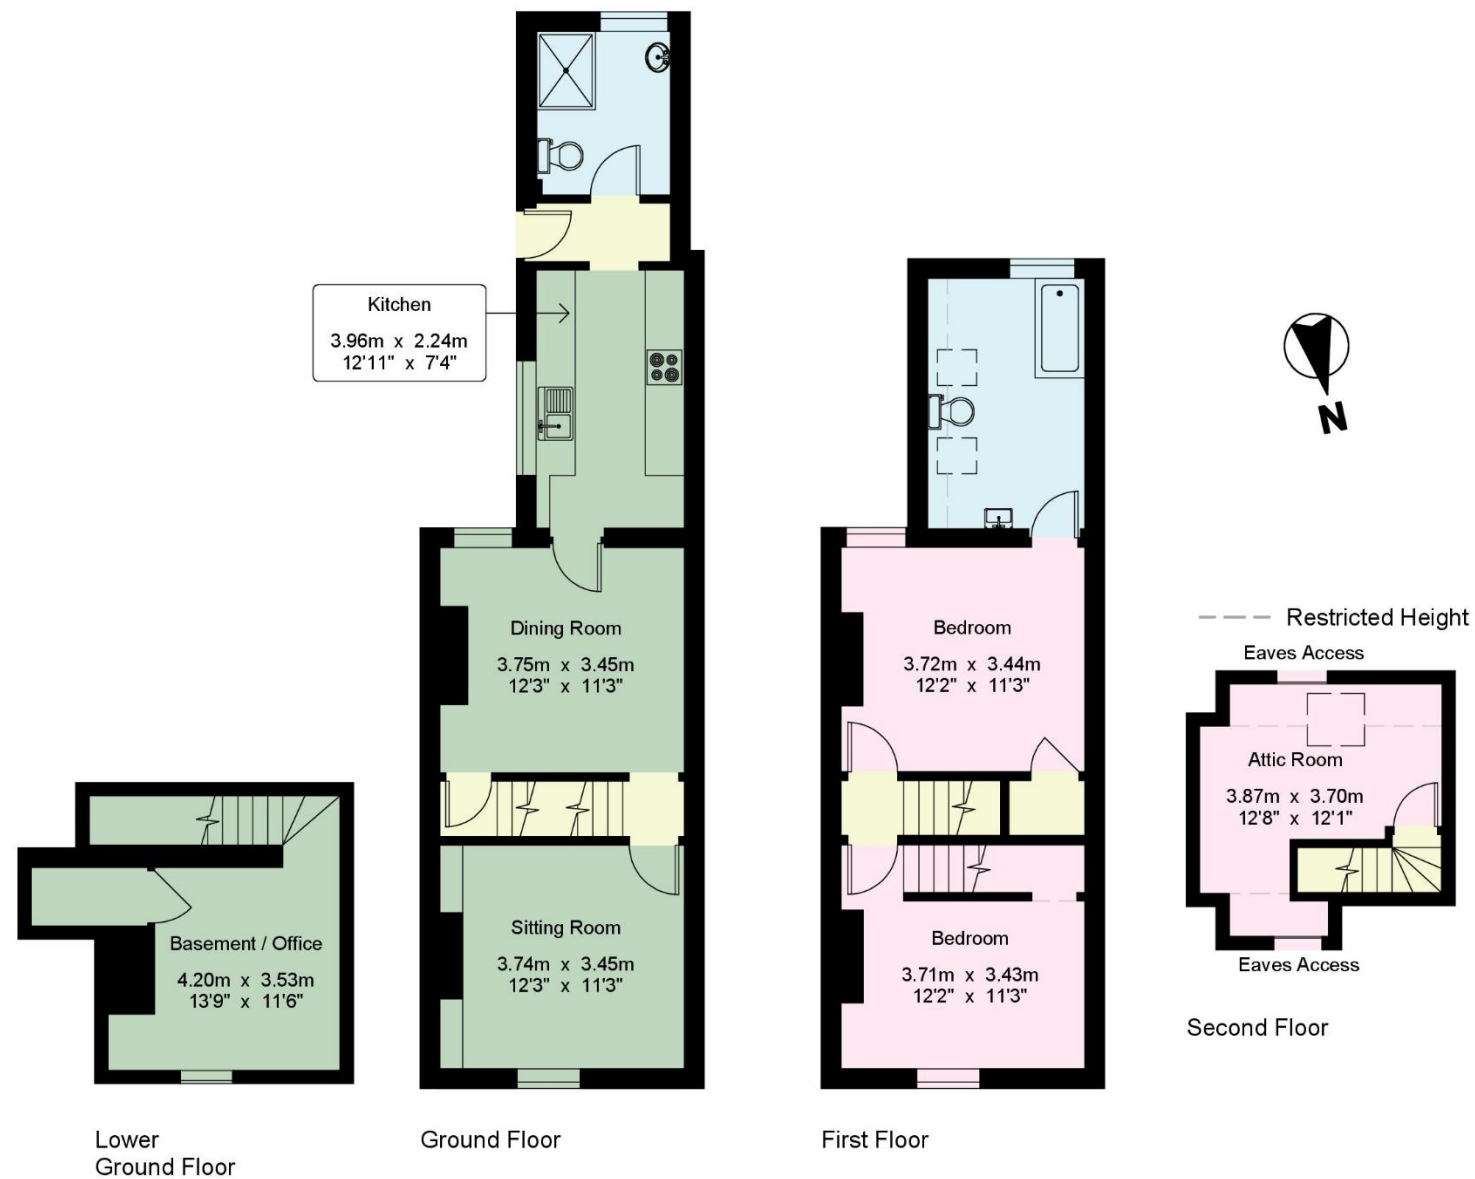 Kitchen
3.96m x 2.24m
12'11" x 7'4"
N
Dining Room
3.75m x 3.45m
12'3" x 11'3"
Bedroom
3.72m x 3.44m
12'2" x 11'3"
Restricted Height
Eaves Access
Attic Room
3.87m x 3.70m
12'8" x 12'1"
Eaves Access
Basement / Office
4.20m x 3.53m
13'9" x 11'6"
Sitting Room
3.74m x 3.45m
12'3" x 11'3"
Bedroom
3.71m x 3.43m
12'2" x 11'3"
Second Floor
Lower
Ground Floor
Ground Floor
First Floor